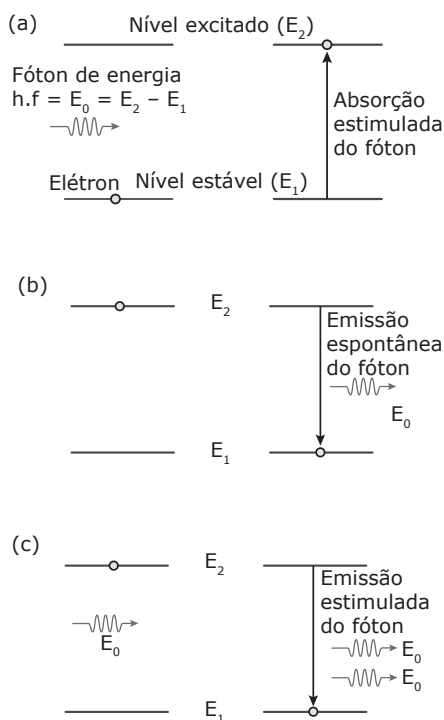 (a)
Nível excitado (E₂)
Fóton de energia
h.f = E₀ = E₂ – E₁
Absorção
estimulada
do fóton
Elétron
Nível estável (E₁)
(b)
E₂
Emissão
espontânea
do fóton
E₀
E₁
(c)
E₂
Emissão
estimulada
do fóton
E₀
E₀
E₀
E₁